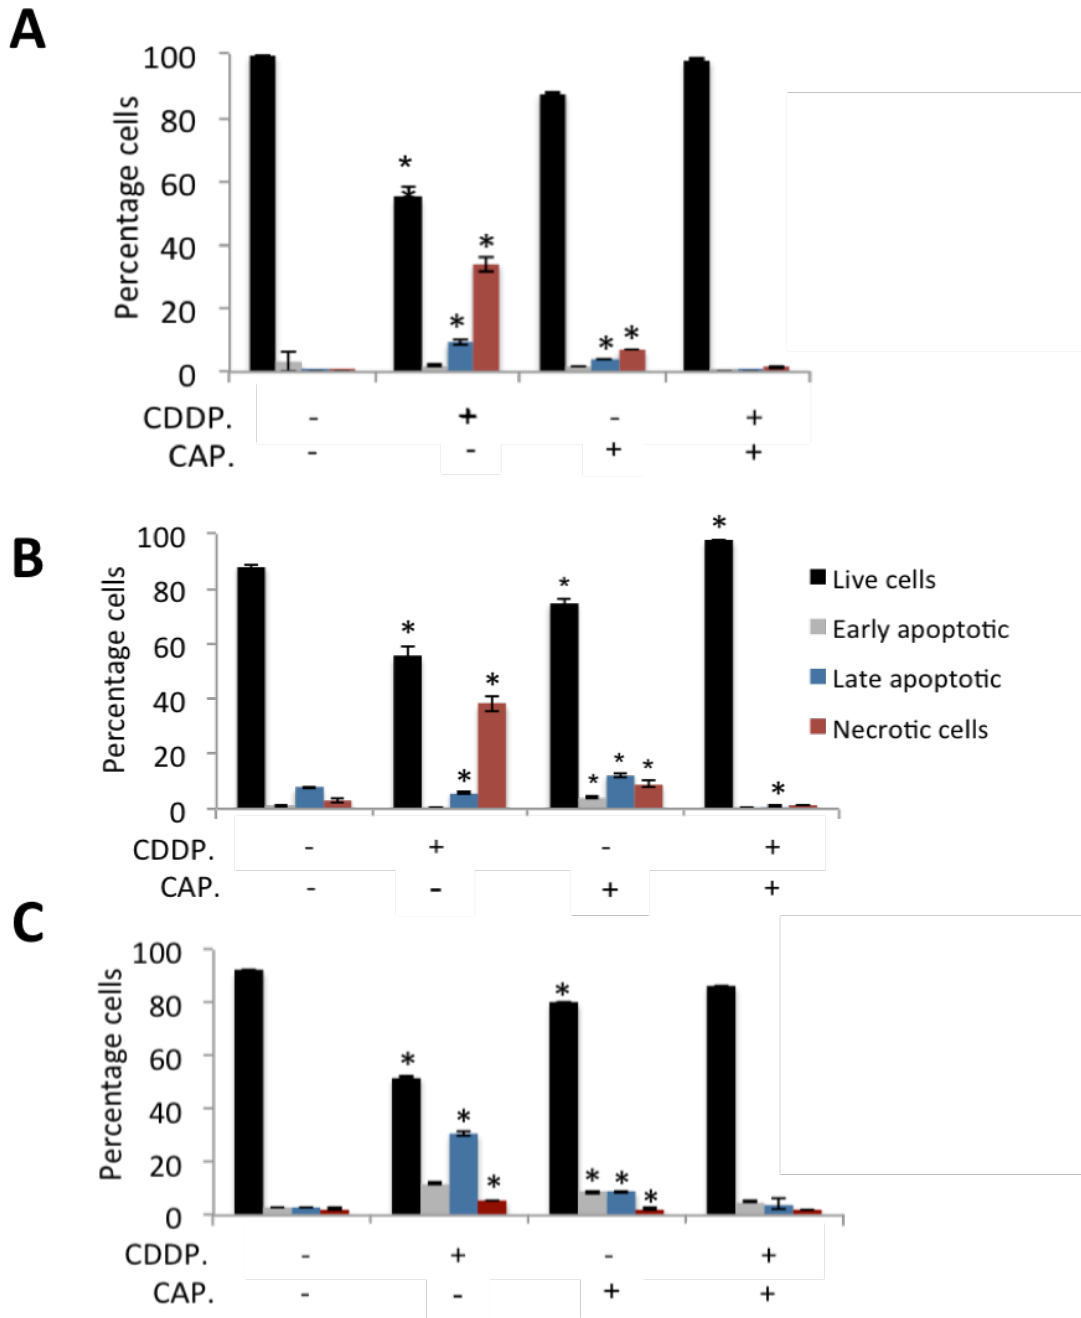 A
Percentage cells
100
80
60
40
20
0
* * * * *
CDDP. - + - +
CAP. - - + +
B
Percentage cells
100
80
60
40
20
0
* * * * * * * * *
Live cells
Early apoptotic
Late apoptotic
Necrotic cells
CDDP. - + - +
CAP. - - + +
C
Percentage cells
100
80
60
40
20
0
* * * * * * *
CDDP. - + - +
CAP. - - + +